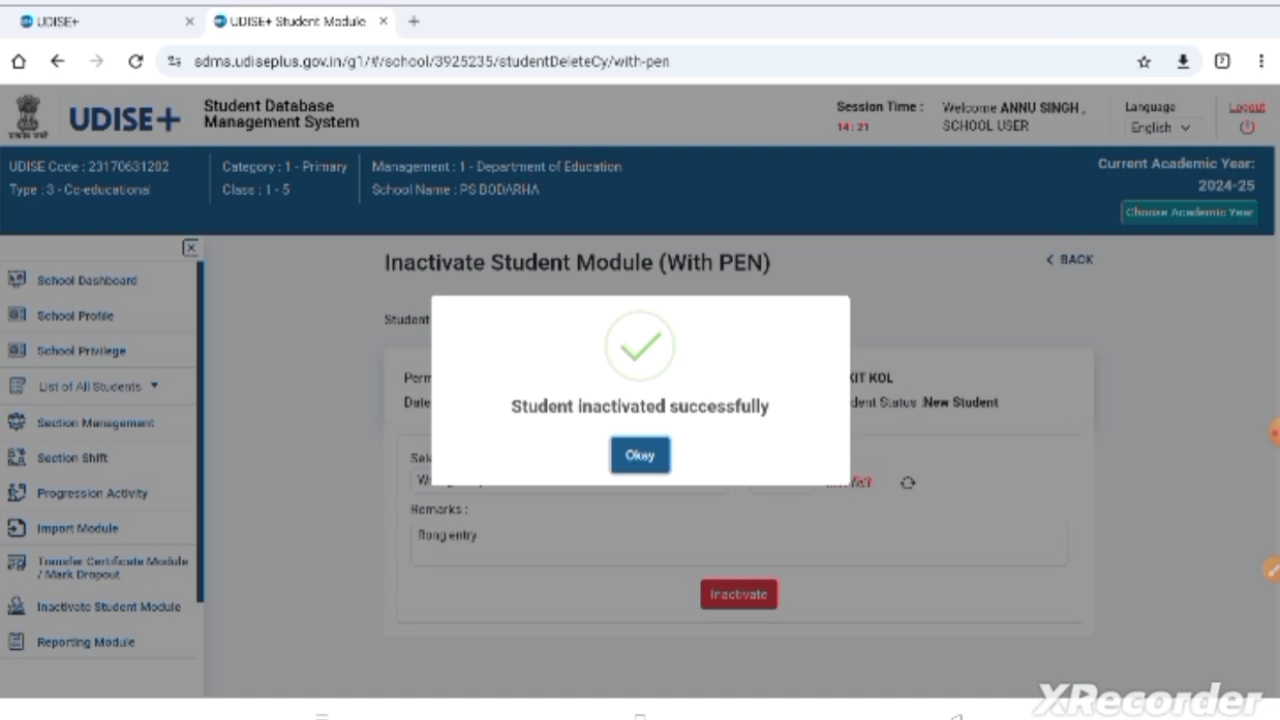 UDISE+
UDISE+ Student Module
sdms.udiseplus.gov.in/g1/#/school/3925235/studentDeleteCy/with-pen
UDISE+
Student Database
Management System
Session Time :
14:21
Welcome ANNU SINGH ,
SCHOOL USER
Language
English
Logout
UDISE Code : 23170631202
Type : 3 - Co-educational
Category : 1 - Primary
Class : 1 - 5
Management : 1 - Department of Education
School Name : PS BODARHA
Current Academic Year:
2024-25
Choose Academic Year
School Dashboard
School Profile
School Privilege
List of All Students
Section Management
Section Shift
Progression Activity
Import Module
Transfer Certificate Module
/ Mark Dropout
Inactivate Student Module
Reporting Module
Inactivate Student Module (With PEN)
BACK
Student
Perm
KIT KOL
Date
dent Status :New Student
Student inactivated successfully
Okay
Sel
Remarks :
Rong entry
Inactivate
XRecorder